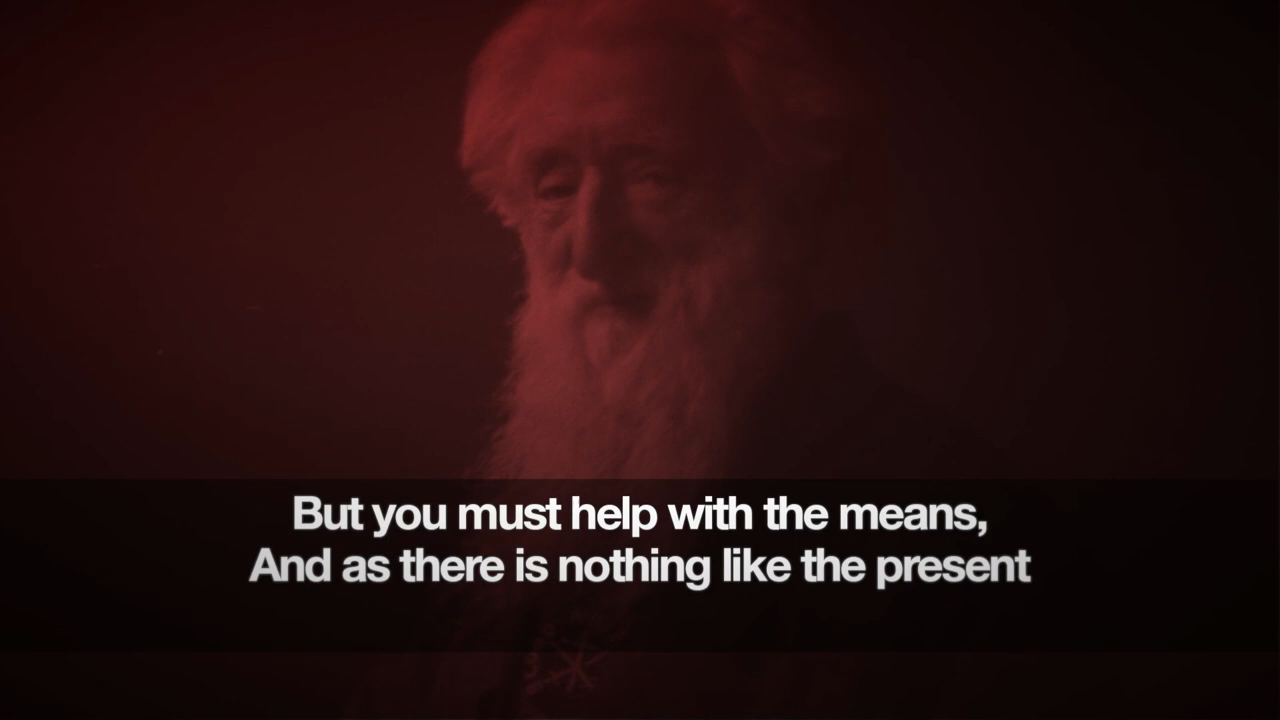 But you must help with the means,
And as there is nothing like the present